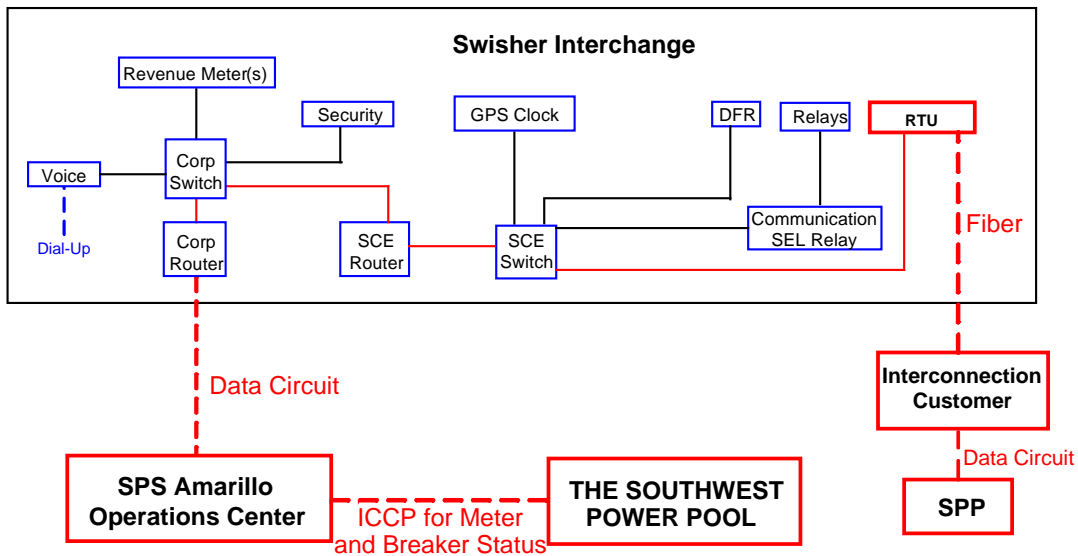 Swisher Interchange
Revenue Meter(s)
Security
GPS Clock
DFR
Relays
RTU
Voice
Corp
Switch
Dial-Up
Corp
Router
SCE
Router
SCE
Switch
Communication
SEL Relay
Fiber
Data Circuit
Interconnection
Customer
Data Circuit
SPS Amarillo
Operations Center
ICCP for Meter
and Breaker Status
THE SOUTHWEST
POWER POOL
SPP